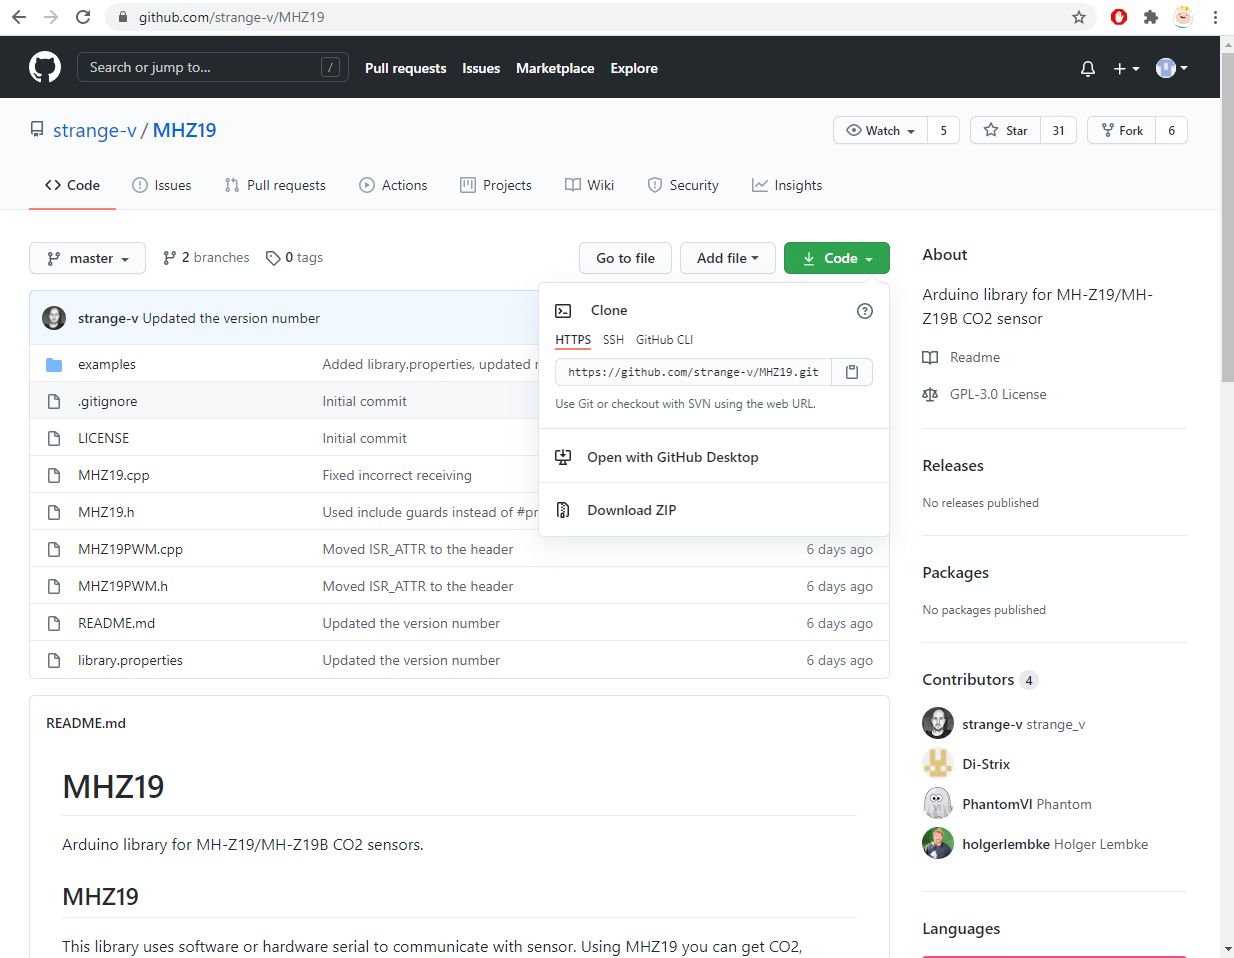 github.com/strange-v/MHZ19
Search or jump to...
/
Pull requests Issues Marketplace Explore
strange-v / MHZ19
Watch 5 Star 31 Fork 6
Code Issues Pull requests Actions Projects Wiki Security Insights
master 2 branches 0 tags Go to file Add file Code
strange-v Updated the version number
examples Added library.properties, updated
.gitignore Initial commit
LICENSE Initial commit
MHZ19.cpp Fixed incorrect receiving
MHZ19.h Used include guards instead of #pr
MHZ19PWM.cpp Moved ISR_ATTR to the header 6 days ago
MHZ19PWM.h Moved ISR_ATTR to the header 6 days ago
README.md Updated the version number 6 days ago
library.properties Updated the version number 6 days ago
Clone
HTTPS SSH GitHub CLI
https://github.com/strange-v/MHZ19.git
Use Git or checkout with SVN using the web URL.
Open with GitHub Desktop
Download ZIP
README.md
MHZ19
Arduino library for MH-Z19/MH-Z19B CO2 sensors.
MHZ19
This library uses software or hardware serial to communicate with sensor. Using MHZ19 you can get CO2,
About
Arduino library for MH-Z19/MH-
Z19B CO2 sensor
Readme
GPL-3.0 License
Releases
No releases published
Packages
No packages published
Contributors 4
strange-v strange_v
Di-Strix
PhantomVl Phantom
holgerlembke Holger Lembke
Languages